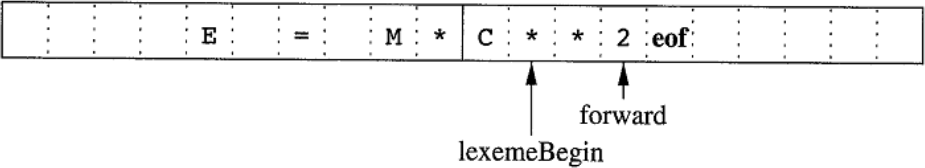 E = M * C * * 2 eof
forward
lexemeBegin